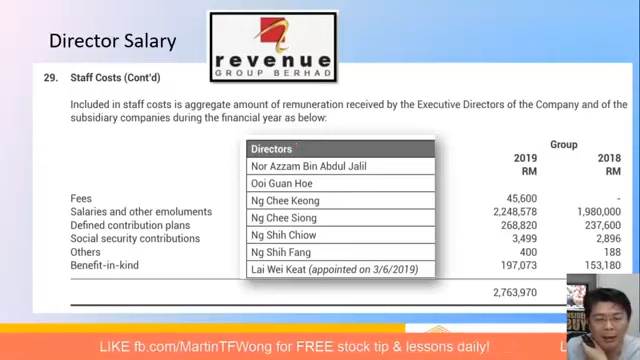 Director Salary
revenue
GROUP BERHAD
29. Staff Costs (Cont'd)
Included in staff costs is aggregate amount of remuneration received by the Executive Directors of the Company and of the
subsidiary companies during the financial year as below:
Directors
Nor Azzam Bin Abdul Jalil
Ooi Guan Hoe
Ng Chee Keong
Ng Chee Siong
Ng Shih Chiow
Ng Shih Fang
Lai Wei Keat (appointed on 3/6/2019)
Group
2019 2018
RM RM
Fees 45,600 -
Salaries and other emoluments 2,248,578 1,980,000
Defined contribution plans 268,820 237,600
Social security contributions 3,499 2,896
Others 400 188
Benefit-in-kind 197,073 153,180
2,763,970
BUY
LIKE fb.com/MartinTFWong for FREE stock tip & lessons daily!